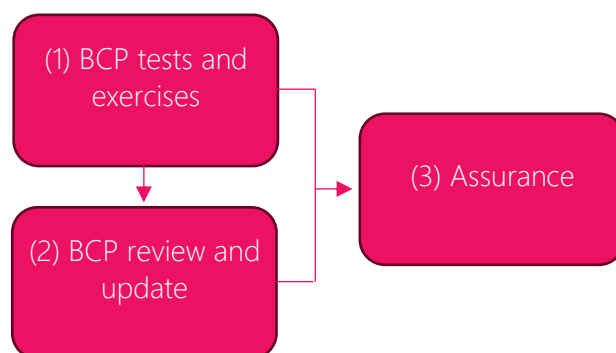 (1) BCP tests and
exercises
(2) BCP review and
update
(3) Assurance